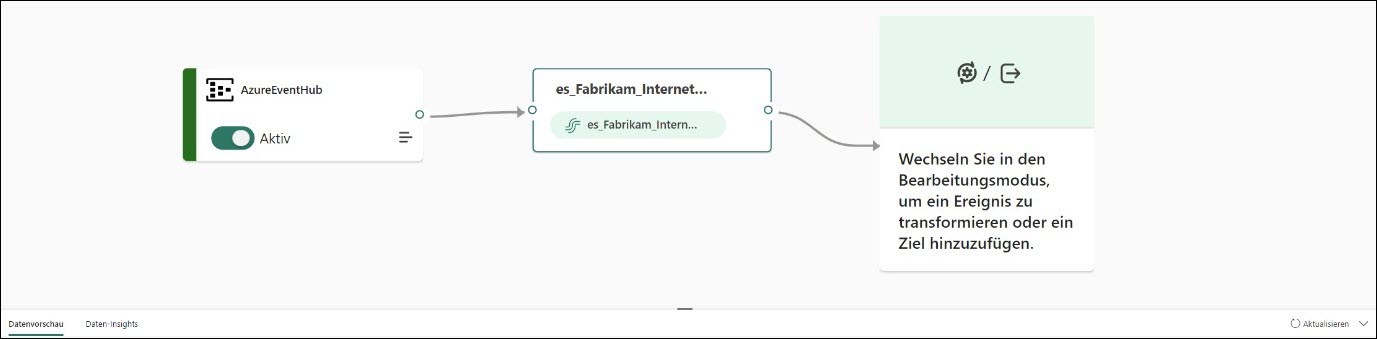 AzureEventHub
Aktiv
es_Fabrikam_Internet...
es_Fabrikam_Intern...
/
Wechseln Sie in den
Bearbeitungsmodus,
um ein Ereignis zu
transformieren oder ein
Ziel hinzuzufügen.
Datenvorschau
Daten-Insights
Aktualisieren